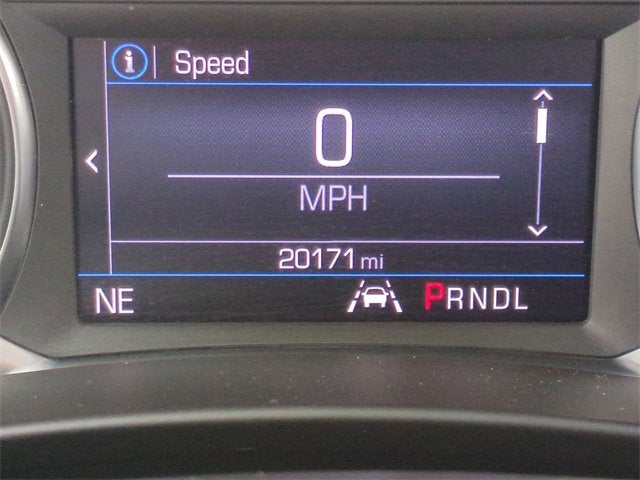 i Speed
0
MPH
20171 mi
NE PRNDL